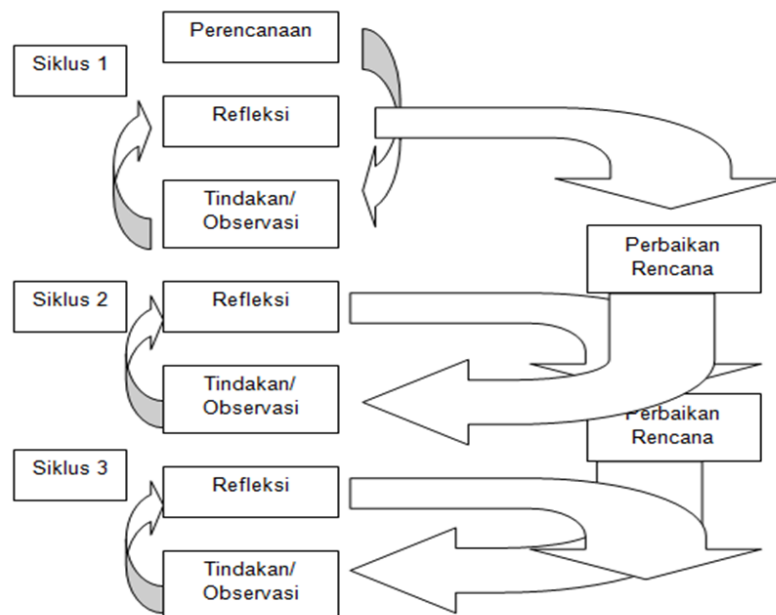 Perencanaan
Siklus 1
Refleksi
Tindakan/
Observasi
Perbaikan
Rencana
Siklus 2
Refleksi
Tindakan/
Observasi
Perbaikan
Rencana
Siklus 3
Refleksi
Tindakan/
Observasi